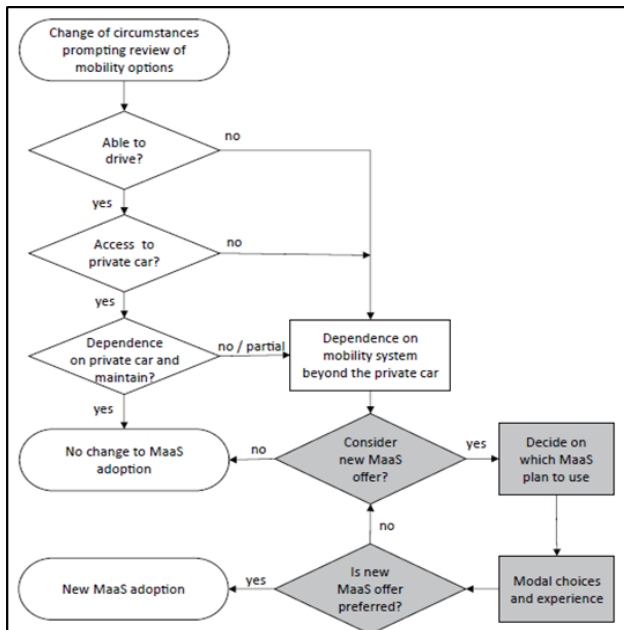 Change of circumstances
prompting review of
mobility options
Able to
drive?
no
yes
Access to
private car?
no
yes
Dependence
on private car and
maintain?
no / partial
Dependence on
mobility system
beyond the private car
yes
No change to MaaS
adoption
no
Consider
new MaaS
offer?
yes
Decide on
which MaaS
plan to use
no
New MaaS adoption
yes
Is new
MaaS offer
preferred?
Modal choices
and experience